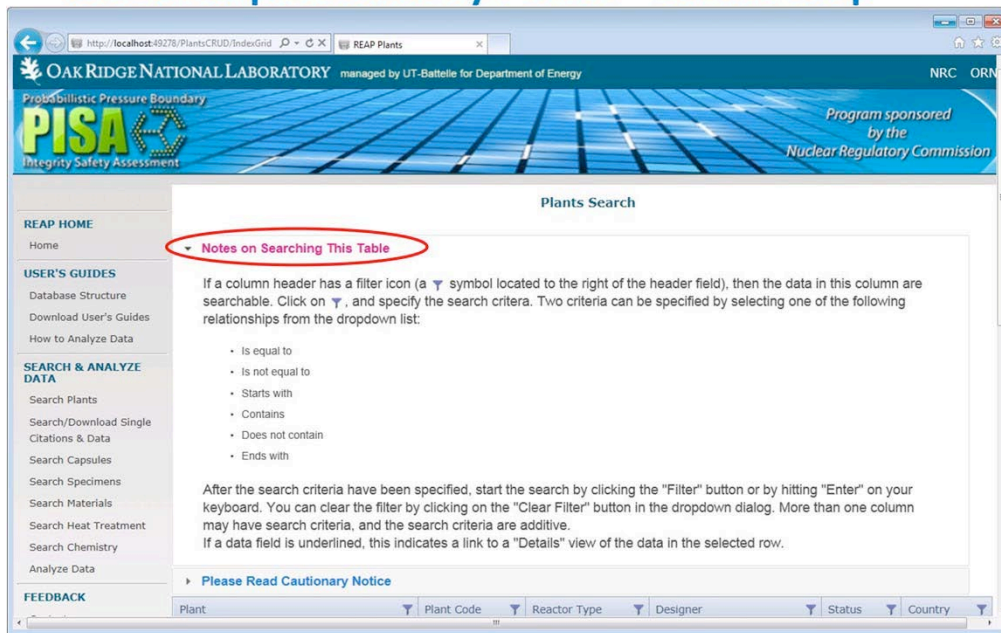 http://localhost:49278/PlantsCRUD/IndexGrid
REAP Plants
OAK RIDGE NATIONAL LABORATORY managed by UT-Battelle for Department of Energy
NRC ORN
Probabillistic Pressure Boundary
PISA
Integrity Safety Assessment
Program sponsored
by the
Nuclear Regulatory Commission
Plants Search
REAP HOME
Home
USER'S GUIDES
Database Structure
Download User's Guides
How to Analyze Data
SEARCH & ANALYZE
DATA
Search Plants
Search/Download Single
Citations & Data
Search Capsules
Search Specimens
Search Materials
Search Heat Treatment
Search Chemistry
Analyze Data
FEEDBACK
Notes on Searching This Table
If a column header has a filter icon (a symbol located to the right of the header field), then the data in this column are
searchable. Click on , and specify the search critera. Two criteria can be specified by selecting one of the following
relationships from the dropdown list:
• Is equal to
• Is not equal to
• Starts with
• Contains
• Does not contain
• Ends with
After the search criteria have been specified, start the search by clicking the "Filter" button or by hitting "Enter" on your
keyboard. You can clear the filter by clicking on the "Clear Filter" button in the dropdown dialog. More than one column
may have search criteria, and the search criteria are additive.
If a data field is underlined, this indicates a link to a "Details" view of the data in the selected row.
Please Read Cautionary Notice
Plant Plant Code Reactor Type Designer Status Country